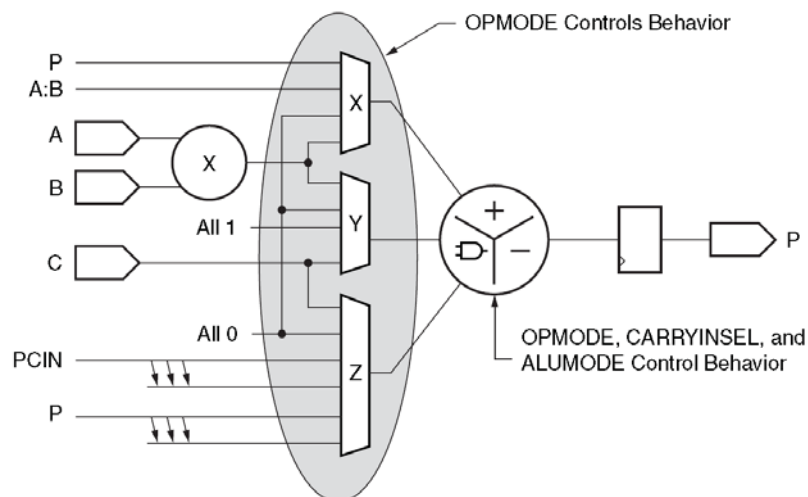 OPMODE Controls Behavior
P
A:B
X
A
X
B
All 1
Y
+
−
P
C
All 0
OPMODE, CARRYINSEL, and
ALUMODE Control Behavior
PCIN
Z
P